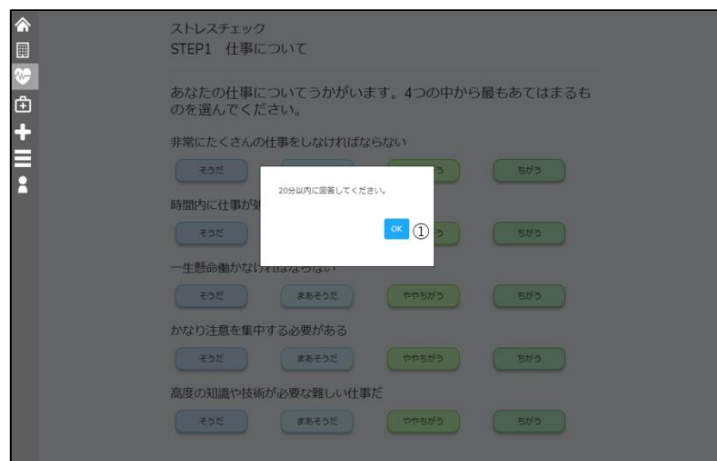 ストレスチェック
STEP1 仕事について
あなたの仕事についてうかがいます。4つの中から最もあてはまるも
のを選んでください。
非常にたくさんの仕事をしなければならない
そうだ ちがう
20分以内に回答してください。
時間内に仕事が
OK ①
そうだ ちがう
一生懸命働かなければならない
そうだ まあそうだ ややちがう ちがう
かなり注意を集中する必要がある
そうだ まあそうだ ややちがう ちがう
高度の知識や技術が必要な難しい仕事だ
そうだ まあそうだ ややちがう ちがう